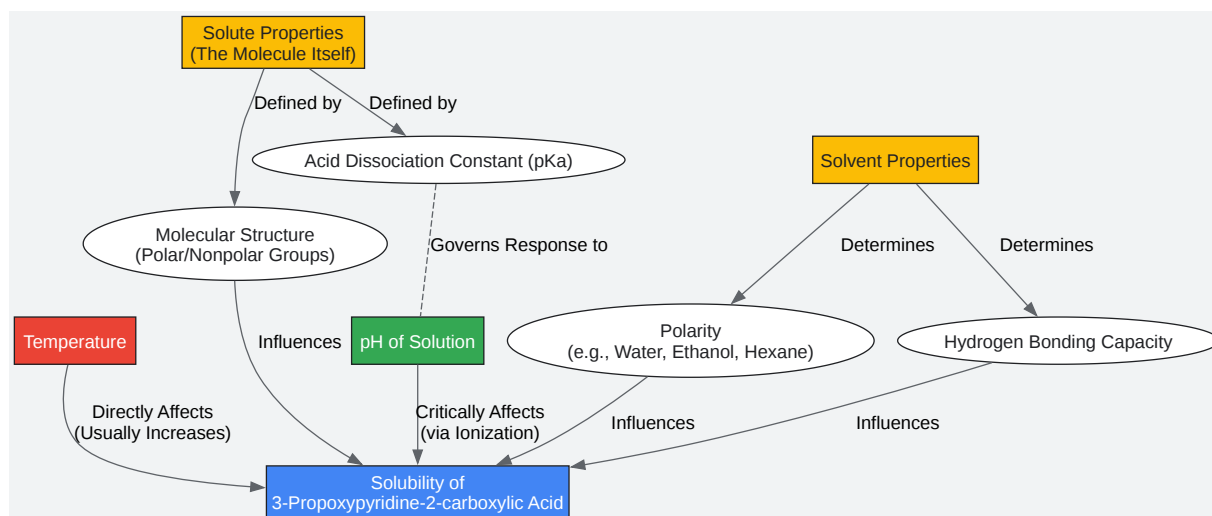 Solute Properties
(The Molecule Itself)
Defined by
Defined by
Acid Dissociation Constant (pKa)
Solvent Properties
Molecular Structure
(Polar/Nonpolar Groups)
Governs Response to
Determines
Determines
Temperature
Influences
pH of Solution
Polarity
(e.g., Water, Ethanol, Hexane)
Hydrogen Bonding Capacity
Directly Affects
(Usually Increases)
Critically Affects
(via Ionization)
Influences
Influences
Solubility of
3-Propoxypyridine-2-carboxylic Acid